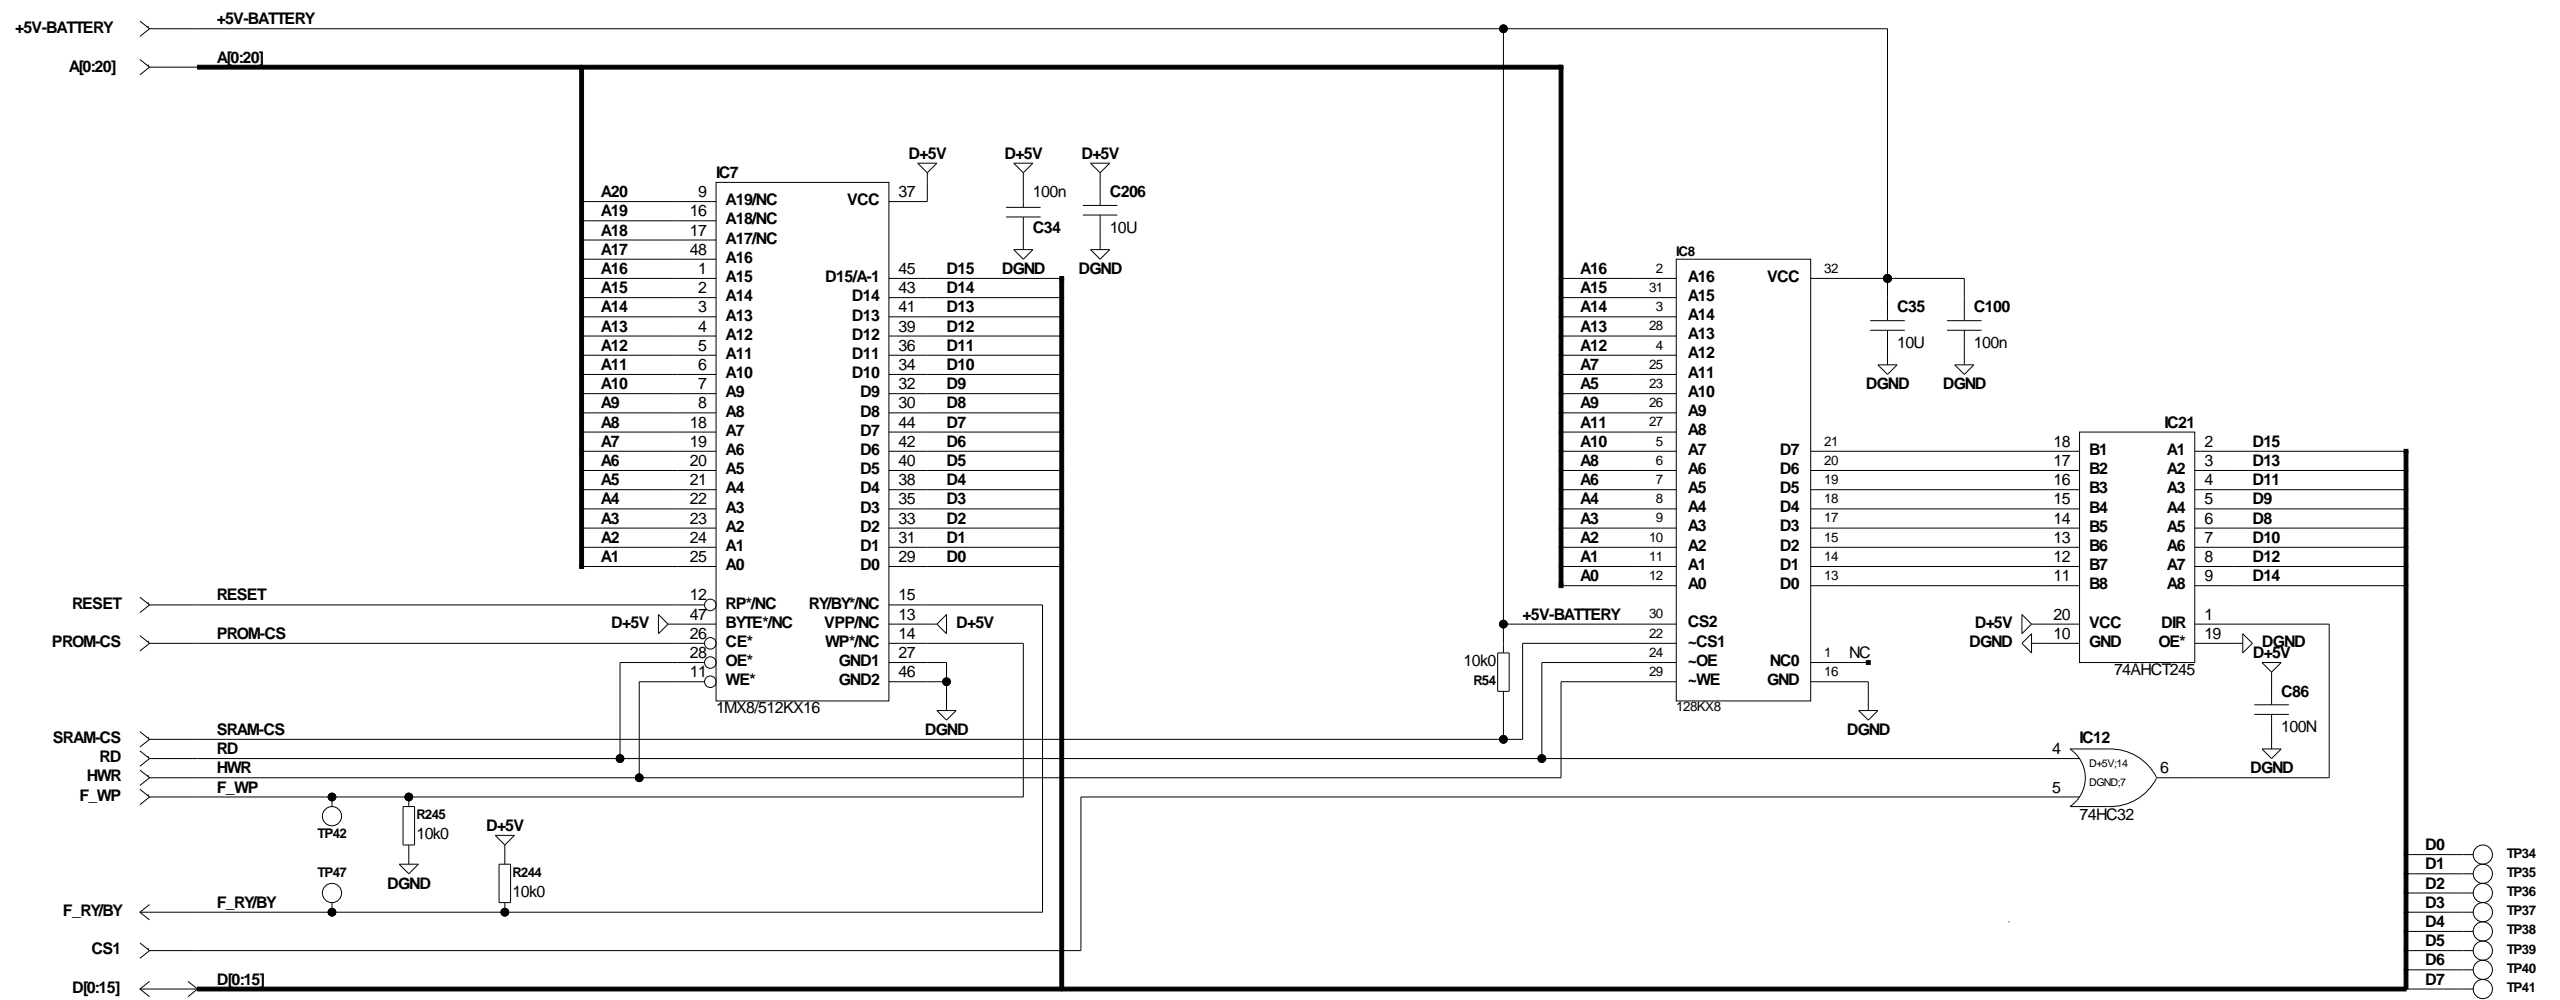 +5V-BATTERY +5V-BATTERY
A[0:20] A[0:20]
IC7
D+5V D+5V D+5V
A20 9 A19/NC VCC 37 100n C206
A19 16 A18/NC
A18 17 A17/NC C34 10U
A17 48 A16
A16 1 A15 D15/A-1 45 D15 DGND DGND
A15 2 A14 D14 43 D14
A14 3 A13 D13 41 D13
A13 4 A12 D12 39 D12
A12 5 A11 D11 36 D11
A11 6 A10 D10 34 D10
A10 7 A9 D9 32 D9
A9 8 A8 D8 30 D8
A8 18 A7 D7 44 D7
A7 19 A6 D6 42 D6
A6 20 A5 D5 40 D5
A5 21 A4 D4 38 D4
A4 22 A3 D3 35 D3
A3 23 A2 D2 33 D2
A2 24 A1 D1 31 D1
A1 25 A0 D0 29 D0
RESET RESET 12 RP*/NC RY/BY*/NC 15
D+5V 47 BYTE*/NC VPP/NC 13 D+5V
PROM-CS PROM-CS 26 CE* WP*/NC 14
28 OE* GND1 27
11 WE* GND2 46
1MX8/512KX16
DGND
IC8
A16 2 A16 VCC 32
A15 31 A15
A14 3 A14 C35 C100
A13 28 A13
A12 4 A12 10U 100n
A7 25 A11
A5 23 A10 DGND DGND
A9 26 A9
A11 27 A8
A10 5 A7 D7 21
A8 6 A6 D6 20
A6 7 A5 D5 19
A4 8 A4 D4 18
A3 9 A3 D3 17
A2 10 A2 D2 15
A1 11 A1 D1 14
A0 12 A0 D0 13
+5V-BATTERY 30 CS2
22 ~CS1
10k0 24 ~OE NC0 1 NC
R54 29 ~WE GND 16
128KX8
DGND
IC21
18 B1 A1 2 D15
17 B2 A2 3 D13
16 B3 A3 4 D11
15 B4 A4 5 D9
14 B5 A5 6 D8
13 B6 A6 7 D10
12 B7 A7 8 D12
11 B8 A8 9 D14
D+5V 20 VCC DIR 1
DGND 10 GND OE* 19 DGND
74AHCT245
D+5V
C86
100N
DGND
SRAM-CS SRAM-CS
RD RD
HWR HWR
F_WP F_WP
IC12
4 D+5V;14 6
5 DGND;7
74HC32
TP42 R245
10k0
DGND
D+5V
TP47 R244
10k0
F_RY/BY F_RY/BY
CS1
D[0:15] D[0:15]
D0 TP34
D1 TP35
D2 TP36
D3 TP37
D4 TP38
D5 TP39
D6 TP40
D7 TP41